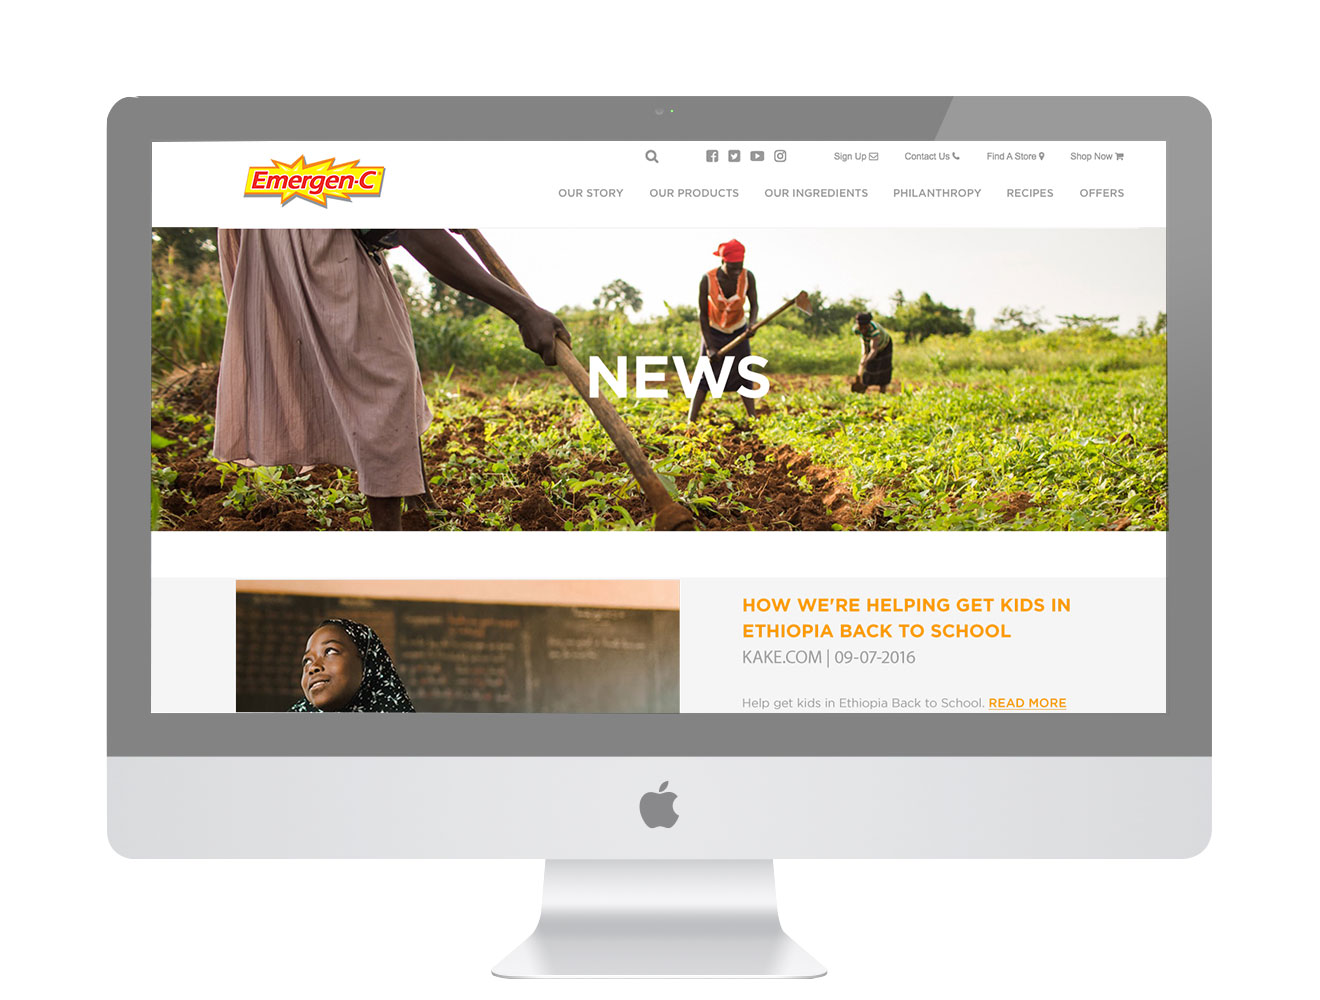 Emergen-C
Sign Up
Contact Us
Find A Store
Shop Now
OUR STORY
OUR PRODUCTS
OUR INGREDIENTS
PHILANTHROPY
RECIPES
OFFERS
NEWS
HOW WE'RE HELPING GET KIDS IN
ETHIOPIA BACK TO SCHOOL
KAKE.COM | 09-07-2016
Help get kids in Ethiopia Back to School. READ MORE